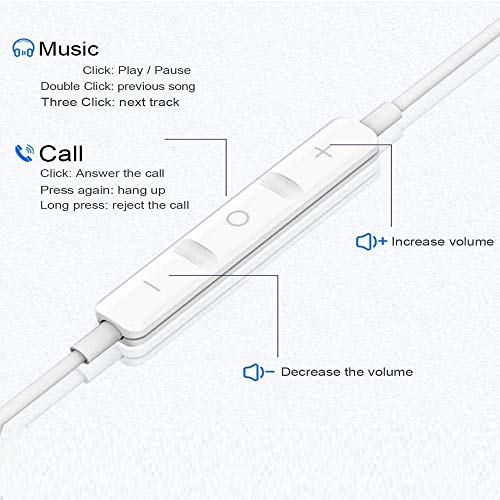 Music
Click: Play / Pause
Double Click: previous song
Three Click: next track
Call
Click: Answer the call
Press again: hang up
Long press: reject the call
+
Increase volume
Decrease the volume